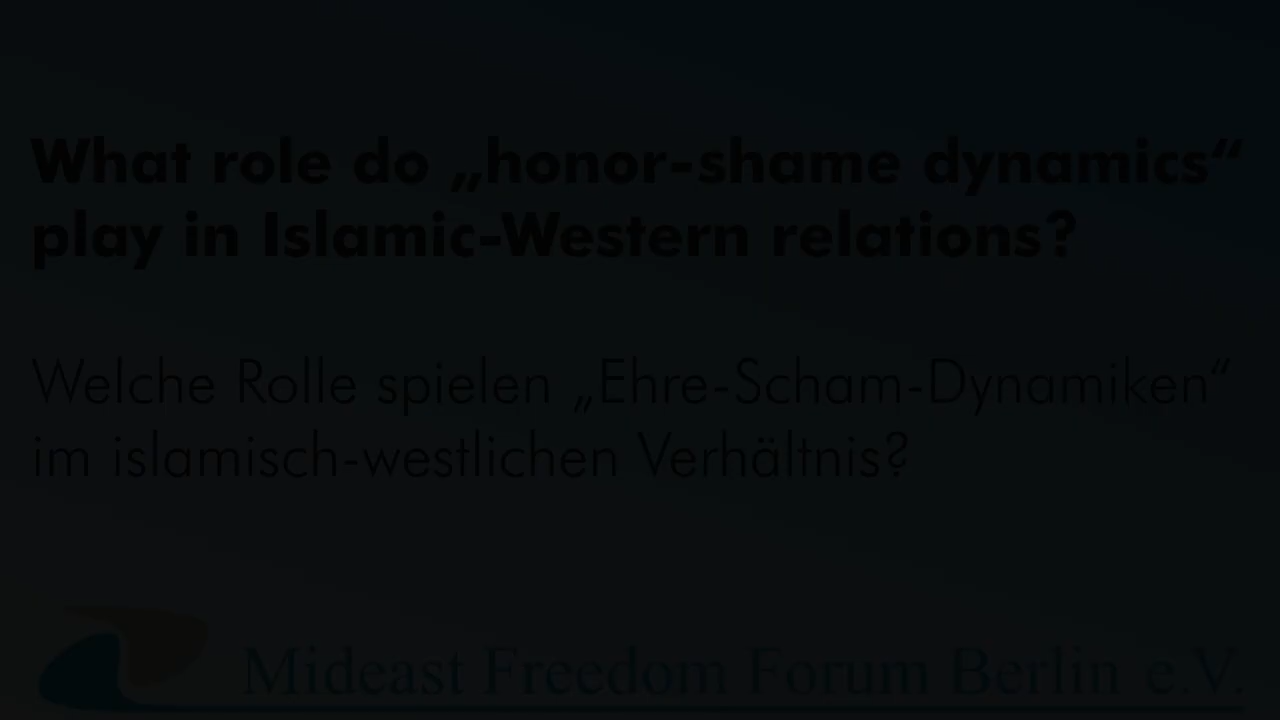 What role do „honor-shame dynamics“
play in Islamic-Western relations?
Welche Rolle spielen „Ehre-Scham-Dynamiken“
im islamisch-westlichen Verhältnis?
Mideast Freedom Forum Berlin e.V.